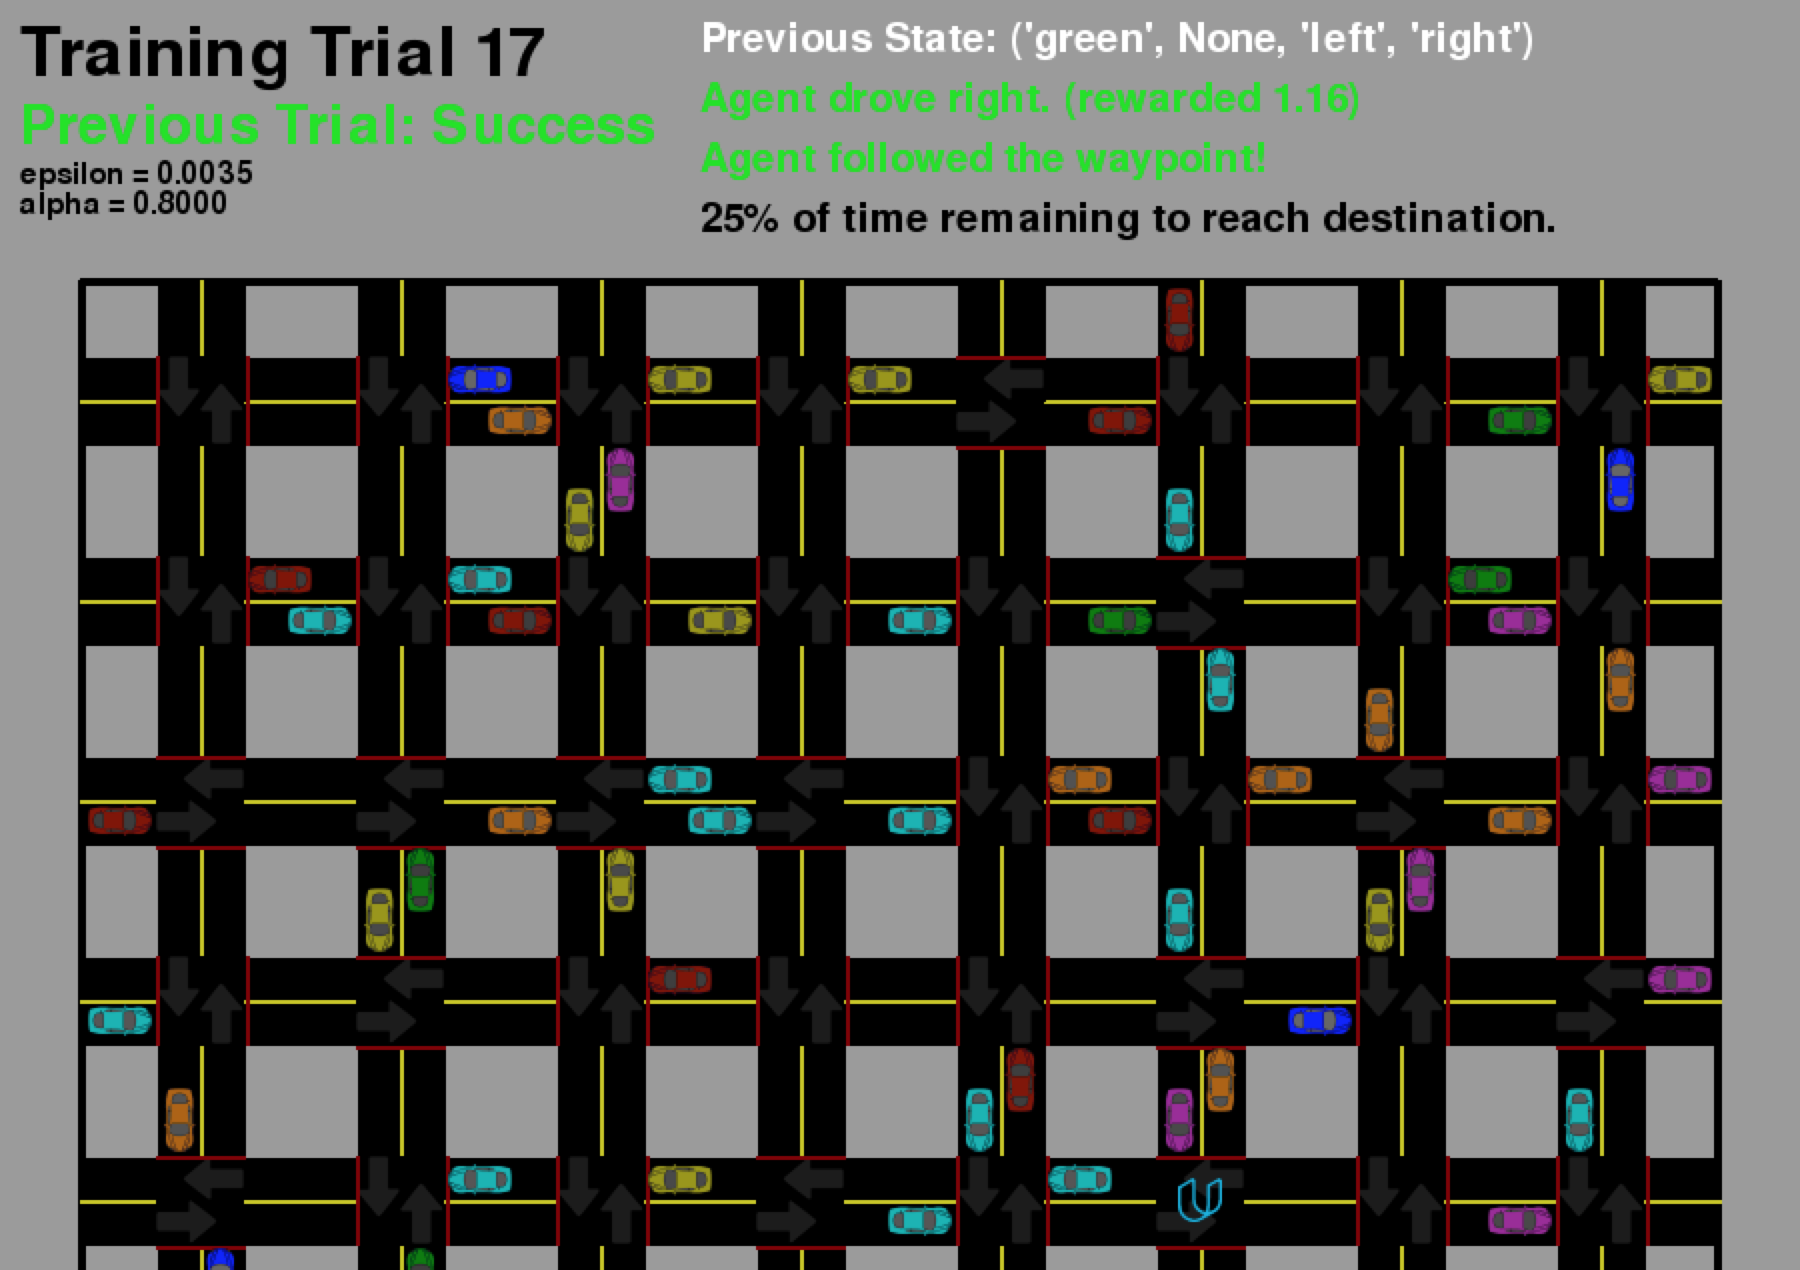 Training Trial 17
Previous Trial: Success
epsilon = 0.0035
alpha = 0.8000
Previous State: ('green', None, 'left', 'right')
Agent drove right. (rewarded 1.16)
Agent followed the waypoint!
25% of time remaining to reach destination.